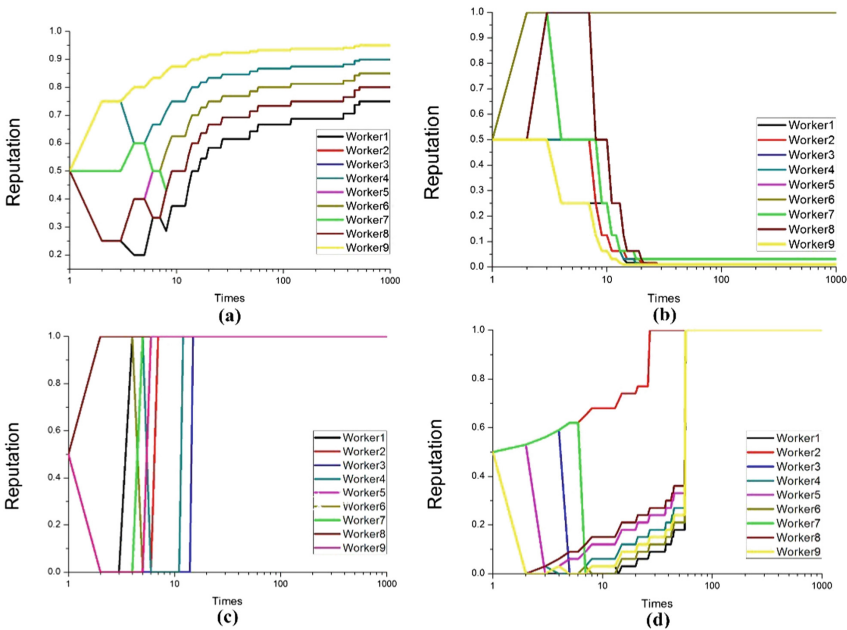 1.0
0.9
0.8
0.7
0.6
0.5
0.4
0.3
0.2
Reputation
Worker1
Worker2
Worker3
Worker4
Worker5
Worker6
Worker7
Worker8
Worker9
1
10
100
1000
Times
(a)
1.0
0.9
0.8
0.7
0.6
0.5
0.4
0.3
0.2
0.1
0.0
Reputation
Worker1
Worker2
Worker3
Worker4
Worker5
Worker6
Worker7
Worker8
Worker9
1
10
100
1000
Times
(b)
1.0
0.8
0.6
0.4
0.2
0.0
Reputation
Worker1
Worker2
Worker3
Worker4
Worker5
Worker6
Worker7
Worker8
Worker9
1
10
100
1000
Times
(c)
1.0
0.8
0.6
0.4
0.2
0.0
Reputation
Worker1
Worker2
Worker3
Worker4
Worker5
Worker6
Worker7
Worker8
Worker9
1
10
100
1000
Times
(d)